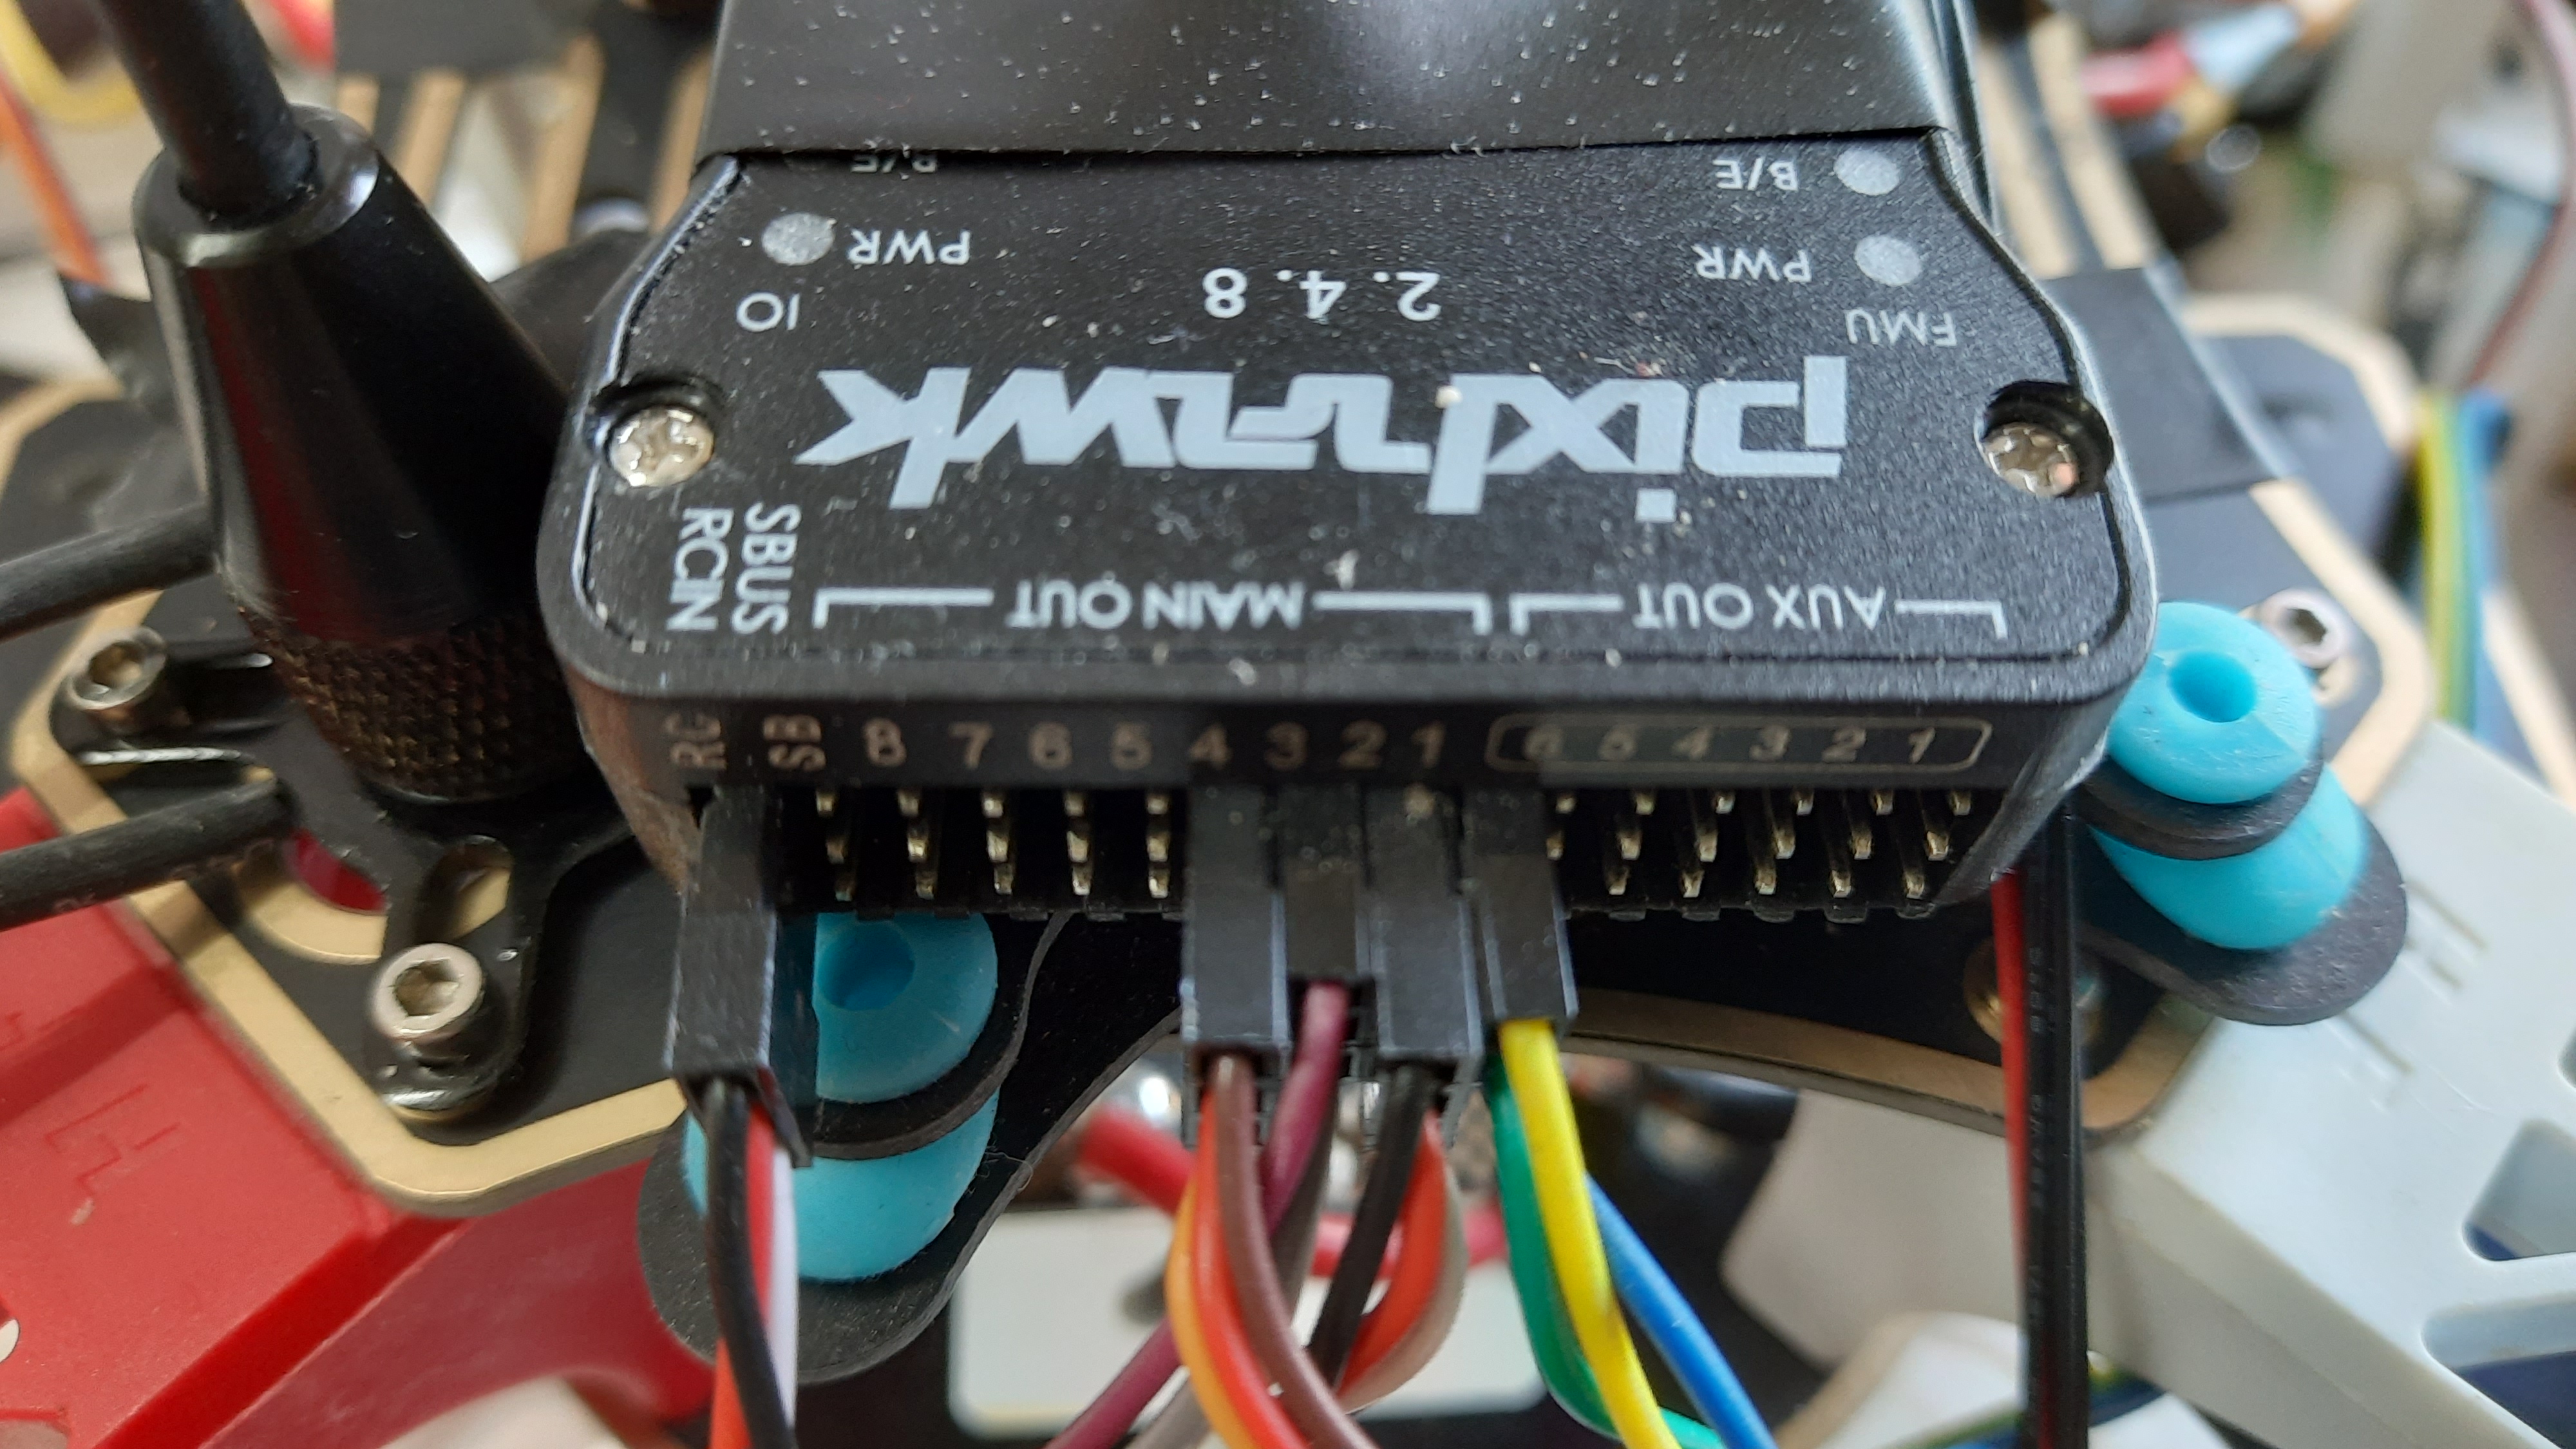 B/E
B/E
PWR
PWR
IO
2.4.8
FMU
pixhawk
RCIN
SBUS
MAIN OUT
AUX OUT
RC SB 8 7 6 5 4 3 2 1 6 5 4 3 2 1